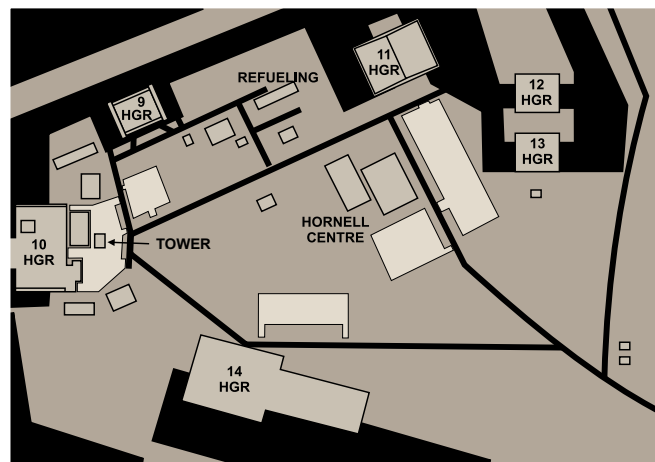 11
HGR
REFUELING
12
HGR
9
HGR
13
HGR
HORNELL
CENTRE
10
HGR
TOWER
14
HGR